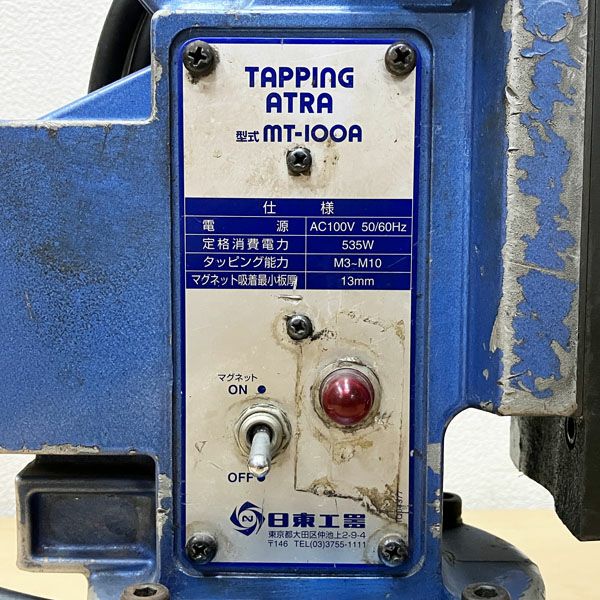 TAPPING
ATRA
型式 MT-100A
仕 様
電 源 AC100V 50/60Hz
定格消費電力 535W
タッピング能力 M3~M10
マグネット吸着最小板厚 13mm
マグネット
ON
OFF
日東工器
東京都大田区仲池上2-9-4
〒146 TEL(03)3755-1111